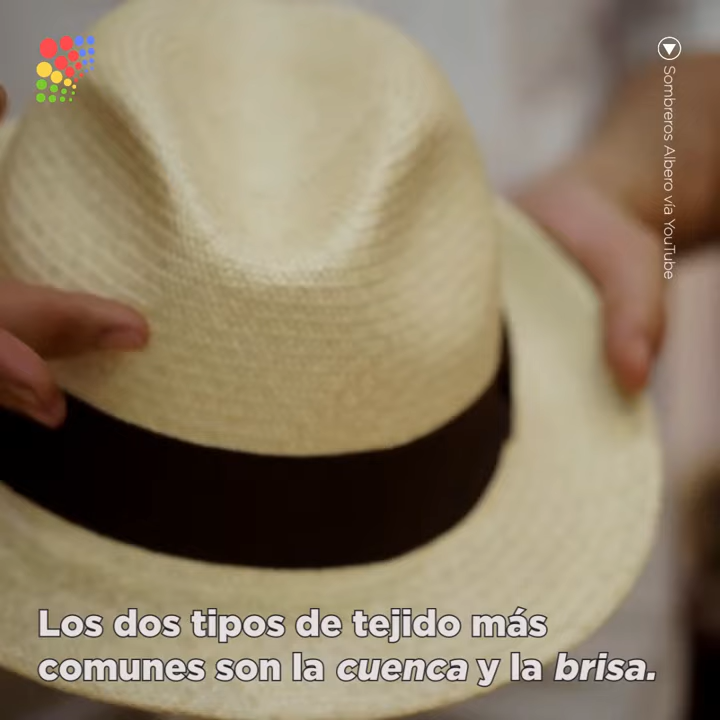 Sombreros Albero vía YouTube
Los dos tipos de tejido más
comunes son la cuenca y la brisa.